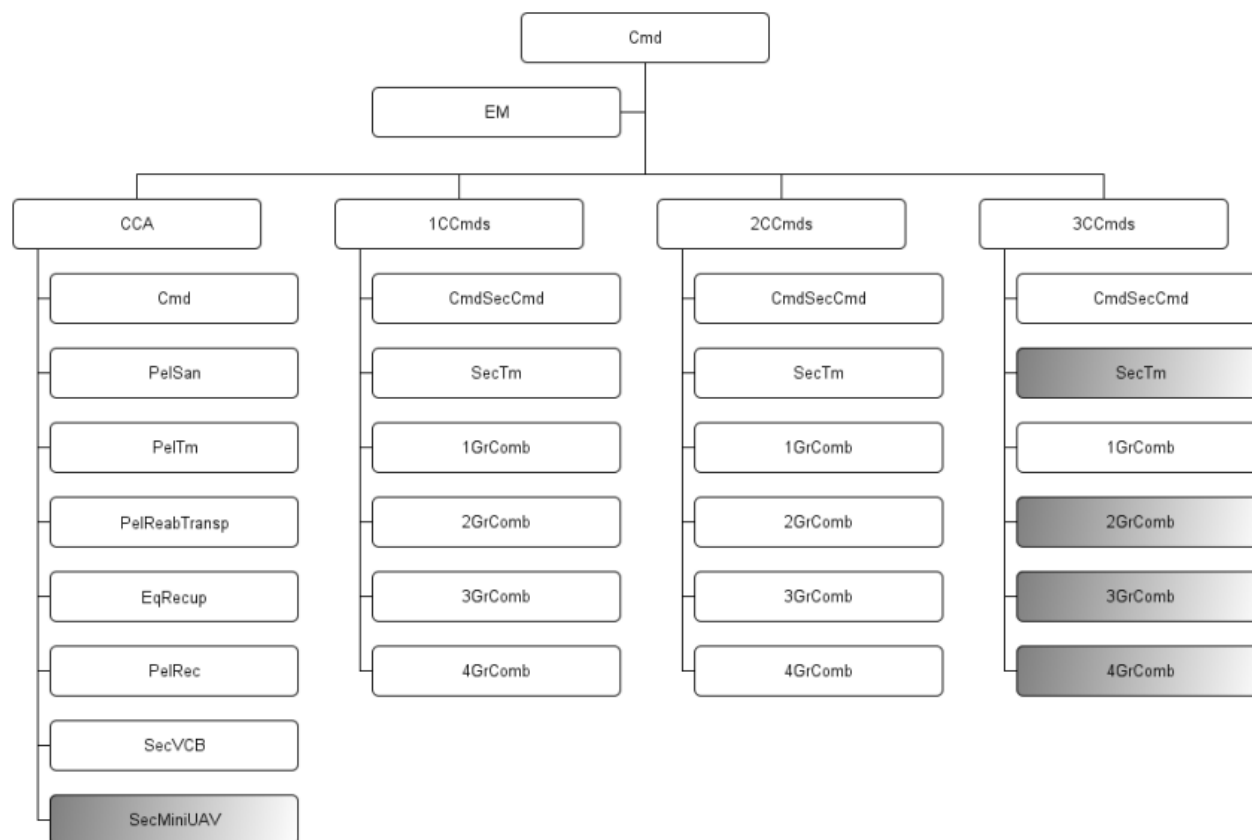 Cmd
EM
CCA
1CCmds
2CCmds
3CCmds
Cmd
CmdSecCmd
CmdSecCmd
CmdSecCmd
PelSan
SecTm
SecTm
SecTm
PelTm
1GrComb
1GrComb
1GrComb
PelReabTransp
2GrComb
2GrComb
2GrComb
EqRecup
3GrComb
3GrComb
3GrComb
PelRec
4GrComb
4GrComb
4GrComb
SecVCB
SecMiniUAV